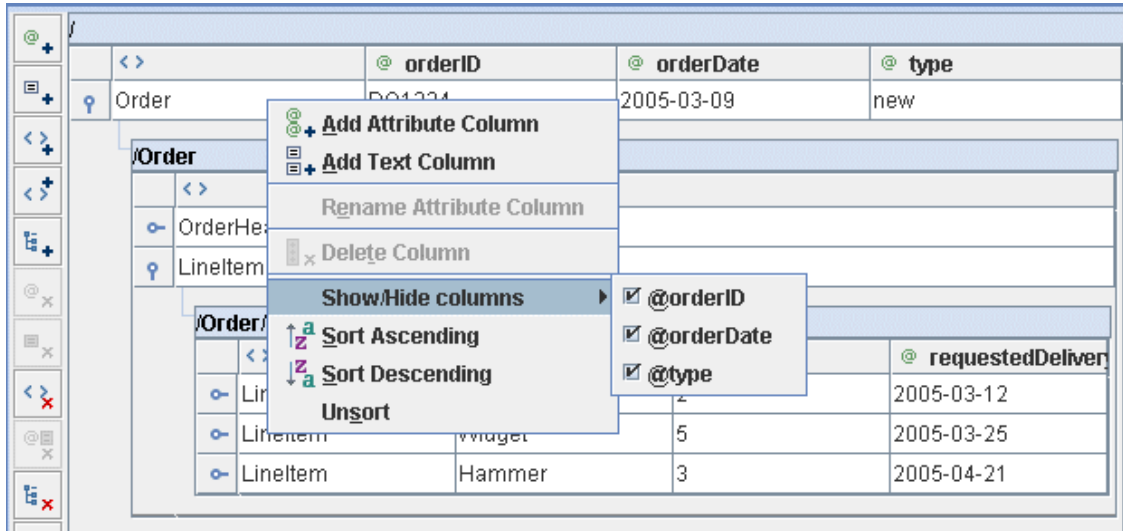 /
<> @ orderID @ orderDate @ type
Order 2005-03-09 new
Add Attribute Column
/Order Add Text Column
<> Rename Attribute Column
OrderHea
Delete Column
LineItem
Show/Hide columns @orderID
/Order/ Sort Ascending @orderDate
@ requestedDelivery
Sort Descending @type
2005-03-12
Unsort
LineItem Widget 5 2005-03-25
LineItem Hammer 3 2005-04-21